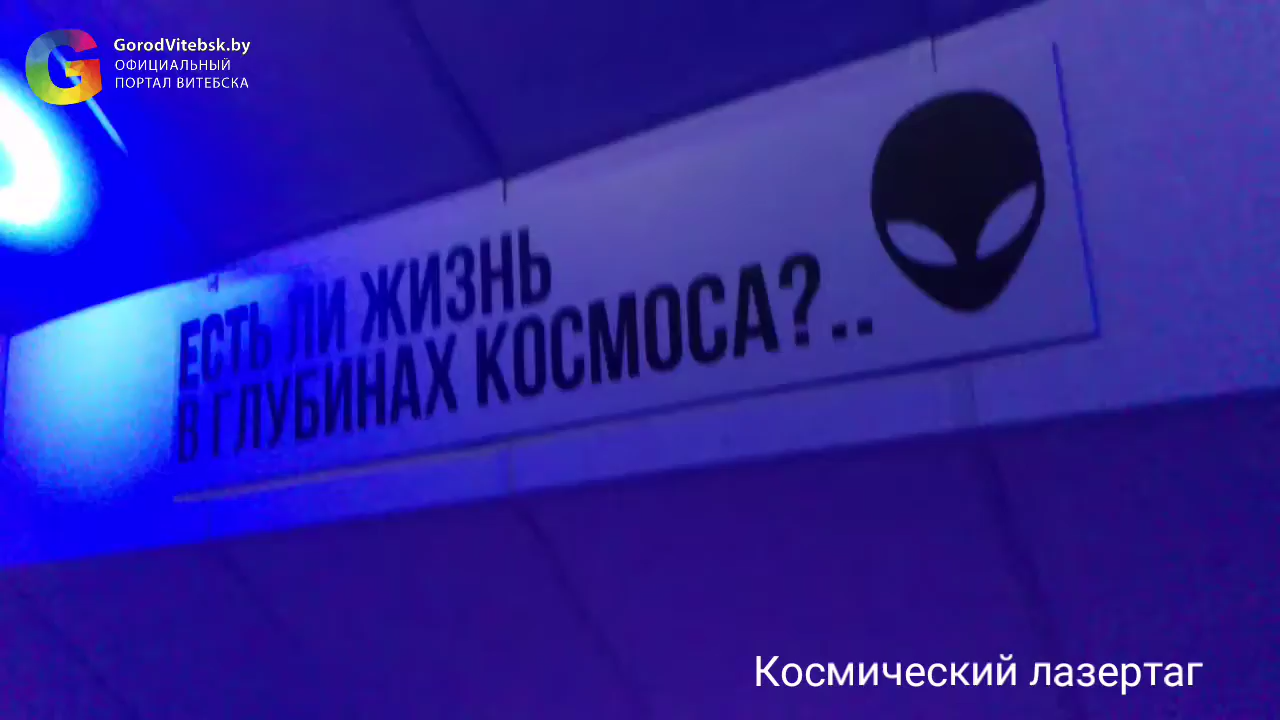 GorodVitebsk.by
ОФИЦИАЛЬНЫЙ
ПОРТАЛ ВИТЕБСКА
ЕСТЬ ЛИ ЖИЗНЬ
В ГЛУБИНАХ КОСМОСА?..
Космический лазертаг